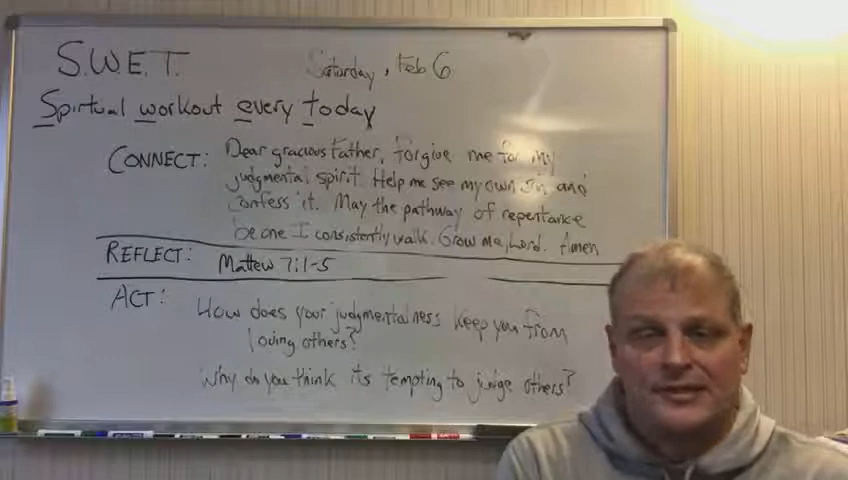 S.W.E.T.
Saturday, Feb 6
Spirtual workout every today
CONNECT: Dear gracious Father, forgive me for my
judgmental spirit. Help me see my own sin and
confess it. May the pathway of repentance
be one I consistently walk. Grow me, Lord. Amen
REFLECT: Mattew 7:1-5
ACT: How does your judgmentalness keep you from
loving others?
Why do you think its tempting to judge others?